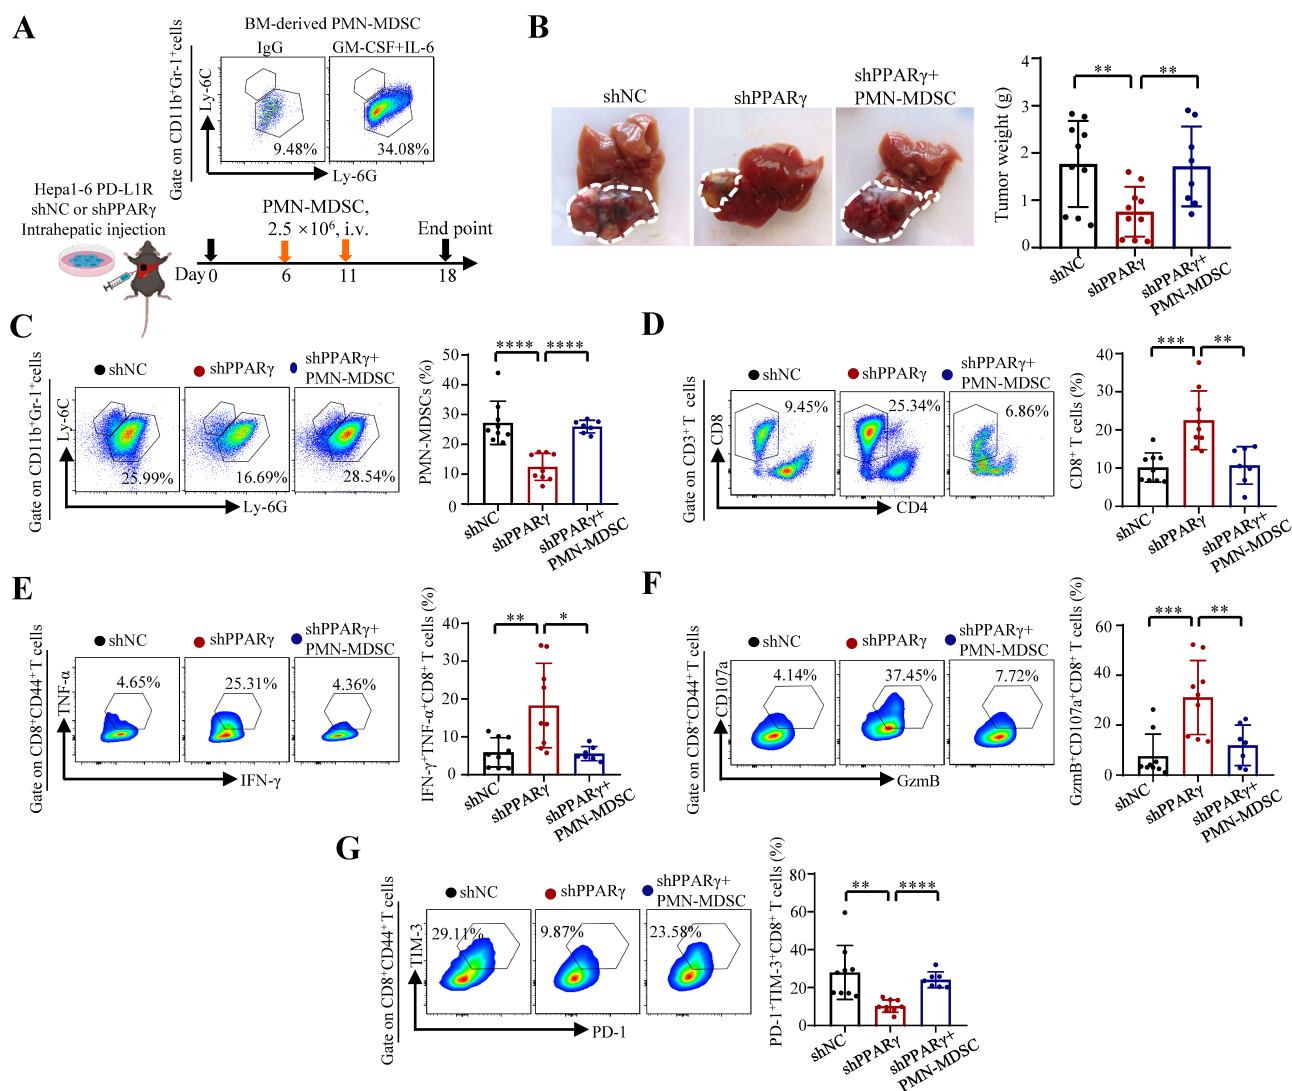 A
BM-derived PMN-MDSC
IgG
GM-CSF+IL-6
Gate on CD11b⁺Gr-1⁺cells
Ly-6C
9.48%
34.08%
Ly-6G
Hepa1-6 PD-L1R
shNC or shPPARγ
Intrahepatic injection
PMN-MDSC,
2.5 ×10⁶, i.v.
End point
Day 0
6
11
18
B
shNC
shPPARγ
shPPARγ+
PMN-MDSC
Tumor weight (g)
4
3
2
1
0
**
**
shNC
shPPARγ
shPPARγ+
PMN-MDSC
C
shNC
shPPARγ
shPPARγ+
PMN-MDSC
Gate on CD11b⁺Gr-1⁺cells
Ly-6C
25.99%
16.69%
28.54%
Ly-6G
PMN-MDSCs (%)
50
40
30
20
10
0
****
****
shNC
shPPARγ
shPPARγ+
PMN-MDSC
D
shNC
shPPARγ
shPPARγ+
PMN-MDSC
Gate on CD3⁺T cells
CD8
9.45%
25.34%
6.86%
CD4
CD8⁺ T cells (%)
40
30
20
10
0
***
**
shNC
shPPARγ
shPPARγ+
PMN-MDSC
E
shNC
shPPARγ
shPPARγ+
PMN-MDSC
Gate on CD8⁺CD44⁺T cells
TNF-α
4.65%
25.31%
4.36%
IFN-γ
IFN-γ⁺TNF-α⁺CD8⁺ T cells (%)
40
30
20
10
0
**
*
shNC
shPPARγ
shPPARγ+
PMN-MDSC
F
shNC
shPPARγ
shPPARγ+
PMN-MDSC
Gate on CD8⁺CD44⁺T cells
CD107a
4.14%
37.45%
7.72%
GzmB
GzmB⁺CD107a⁺CD8⁺ T cells (%)
60
40
20
0
***
**
shNC
shPPARγ
shPPARγ+
PMN-MDSC
G
shNC
shPPARγ
shPPARγ+
PMN-MDSC
Gate on CD8⁺CD44⁺T cells
TIM-3
29.11%
9.87%
23.58%
PD-1
PD-1⁺TIM-3⁺CD8⁺ T cells (%)
80
60
40
20
0
**
****
shNC
shPPARγ
shPPARγ+
PMN-MDSC